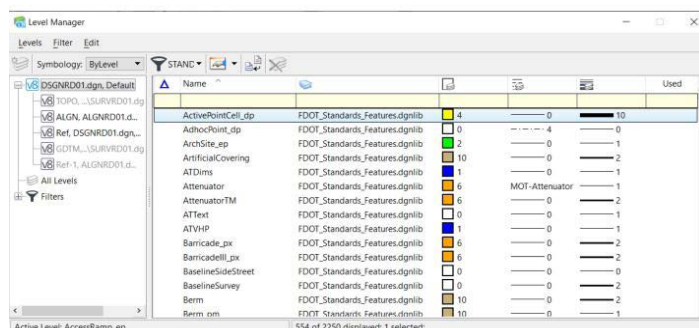 Level Manager
Levels Filter Edit
Symbology: ByLevel STAND
DSGNRD01.dgn, Default
TOPO, ...\SURVRD01.dg
ALGN, ALGNRD01.d...
Ref, DSGNRD01.dgn,...
GDTM,...\SURVRD01.dg
Ref-1, ALGNRD01.d...
All Levels
Filters
Name Used
ActivePointCell_dp FDOT_Standards_Features.dgnlib 4 0 10
AdhocPoint_dp FDOT_Standards_Features.dgnlib 0 4 0
ArchSite_ep FDOT_Standards_Features.dgnlib 2 0 1
ArtificialCovering FDOT_Standards_Features.dgnlib 10 0 2
ATDims FDOT_Standards_Features.dgnlib 1 0 1
Attenuator FDOT_Standards_Features.dgnlib 6 MOT-Attenuator 1
AttenuatorTM FDOT_Standards_Features.dgnlib 6 0 2
ATText FDOT_Standards_Features.dgnlib 0 0 1
ATVHP FDOT_Standards_Features.dgnlib 1 0 1
Barricade_px FDOT_Standards_Features.dgnlib 6 0 2
BarricadeIII_px FDOT_Standards_Features.dgnlib 6 0 2
BaselineSideStreet FDOT_Standards_Features.dgnlib 0 0 0
BaselineSurvey FDOT_Standards_Features.dgnlib 0 0 2
Berm FDOT_Standards_Features.dgnlib 10 0 2
Berm_pm FDOT_Standards_Features.dgnlib 10 0 1
Active Level: AccessRamp_ep 554 of 2250 displayed; 1 selected;